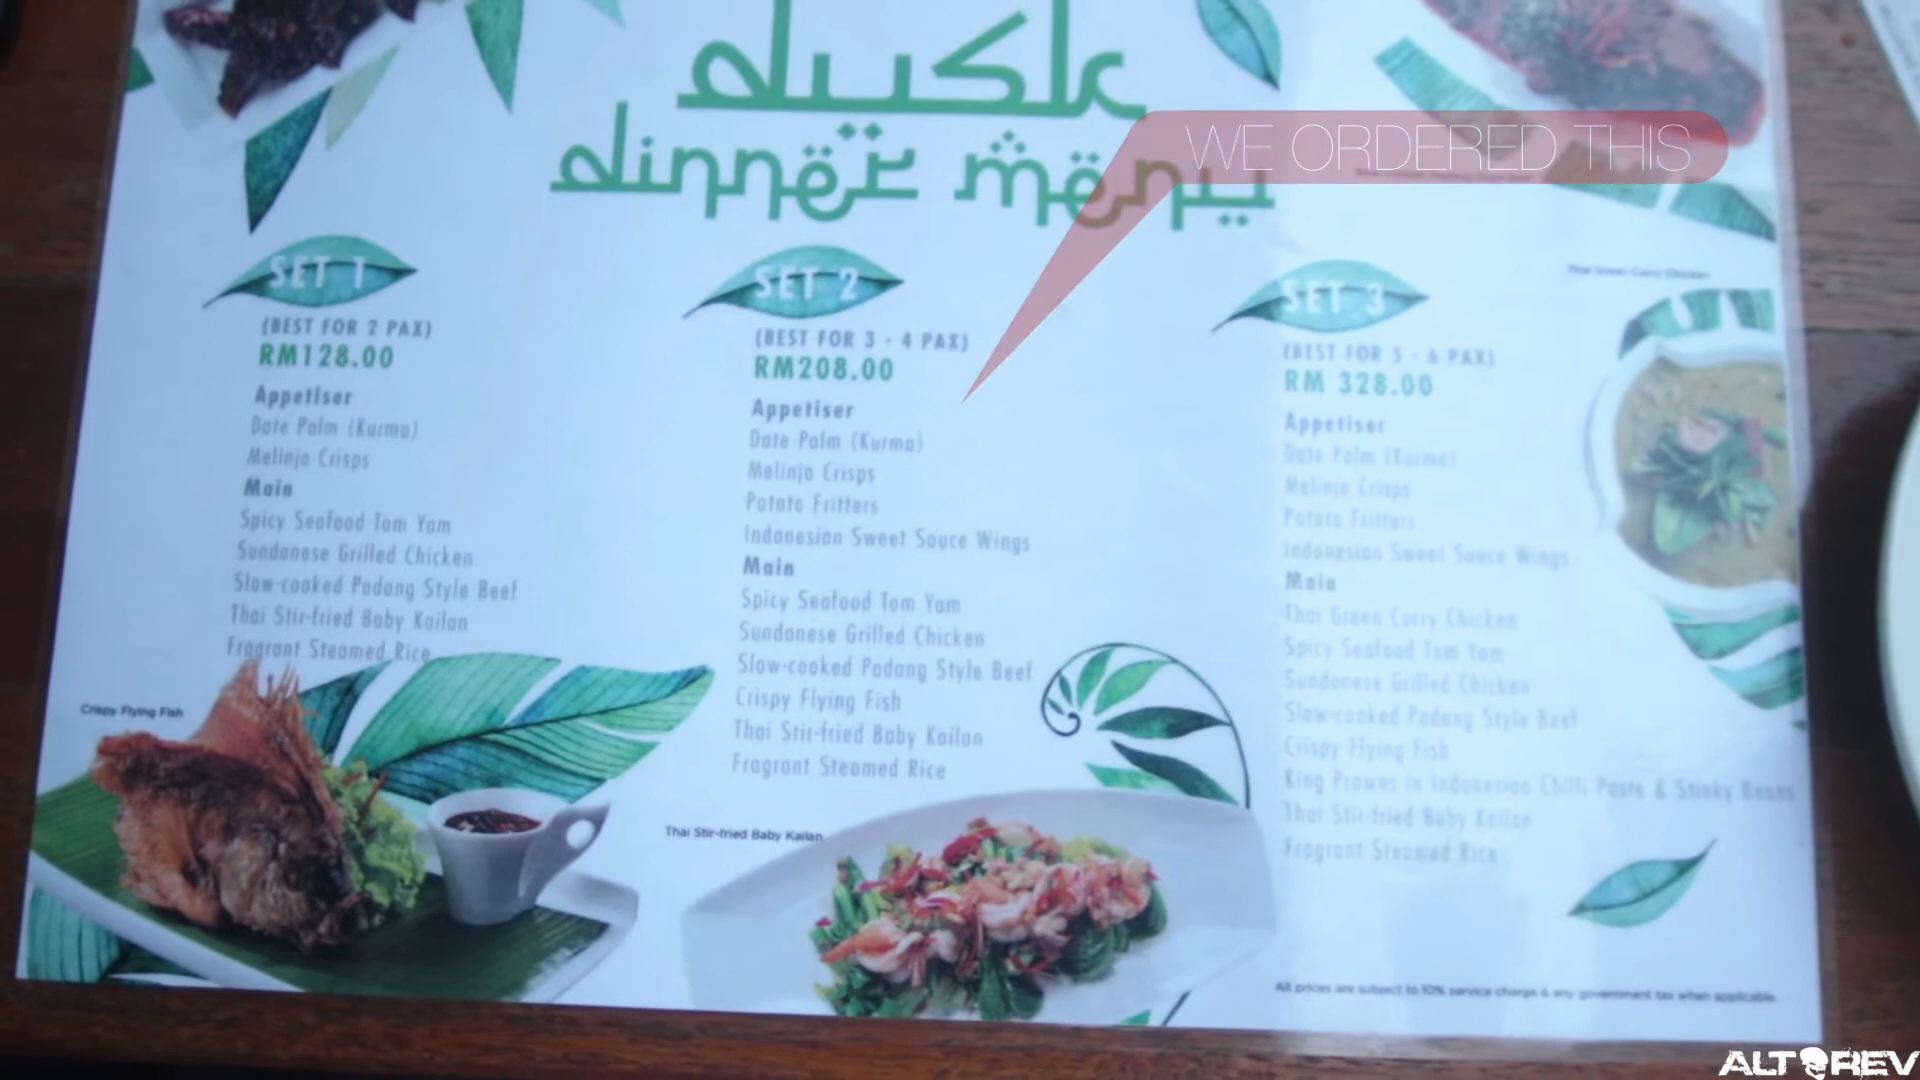 dusk
dinner menu
WE ORDERED THIS
SET 1
(BEST FOR 2 PAX)
RM128.00
Appetiser
Date Palm (Kurma)
Melinjo Crisps
Main
Spicy Seafood Tom Yam
Sundanese Grilled Chicken
Slow-cooked Padang Style Beef
Thai Stir-fried Baby Kailan
Fragrant Steamed Rice
Crispy Flying Fish
SET 2
(BEST FOR 3 - 4 PAX)
RM208.00
Appetiser
Date Palm (Kurma)
Melinjo Crisps
Potato Fritters
Indonesian Sweet Sauce Wings
Main
Spicy Seafood Tom Yam
Sundanese Grilled Chicken
Slow-cooked Padang Style Beef
Crispy Flying Fish
Thai Stir-fried Baby Kailan
Fragrant Steamed Rice
Thai Stir-fried Baby Kailan
Thai Green Curry Chicken
SET 3
(BEST FOR 5 - 6 PAX)
RM 328.00
Appetiser
Date Palm (Kurma)
Melinjo Crisps
Potato Fritters
Indonesian Sweet Sauce Wings
Main
Thai Green Curry Chicken
Spicy Seafood Tom Yam
Sundanese Grilled Chicken
Slow-cooked Padang Style Beef
Crispy Flying Fish
King Prawns in Indonesian Chilli Paste & Stinky Beans
Thai Stir-fried Baby Kailan
Fragrant Steamed Rice
All prices are subject to 10% service charge & any government tax when applicable.
ALTOREV